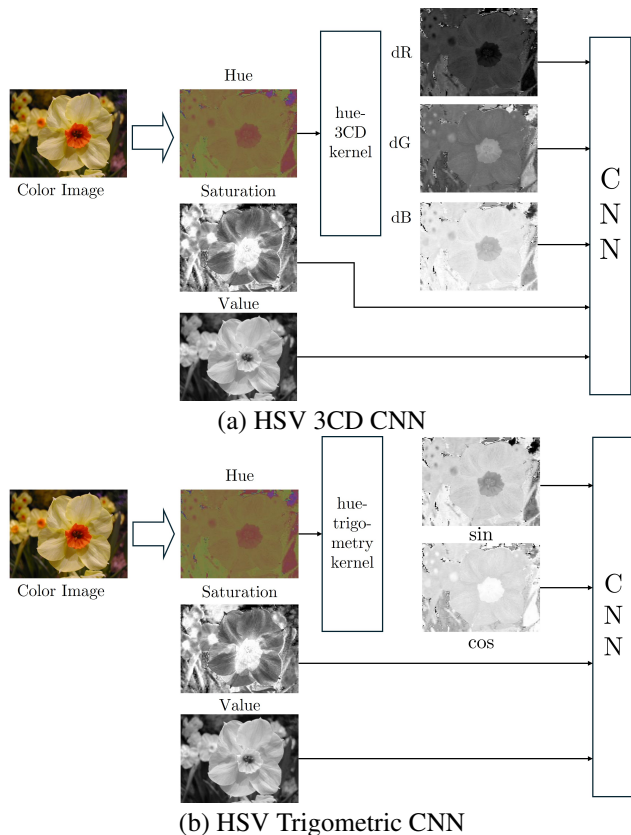 Hue
dR
hue-
3CD
kernel
Color Image
dG
Saturation
dB
Value
C
N
N
(a) HSV 3CD CNN
Hue
hue-
trigo-
metry
kernel
sin
Color Image
Saturation
cos
Value
C
N
N
(b) HSV Trigometric CNN